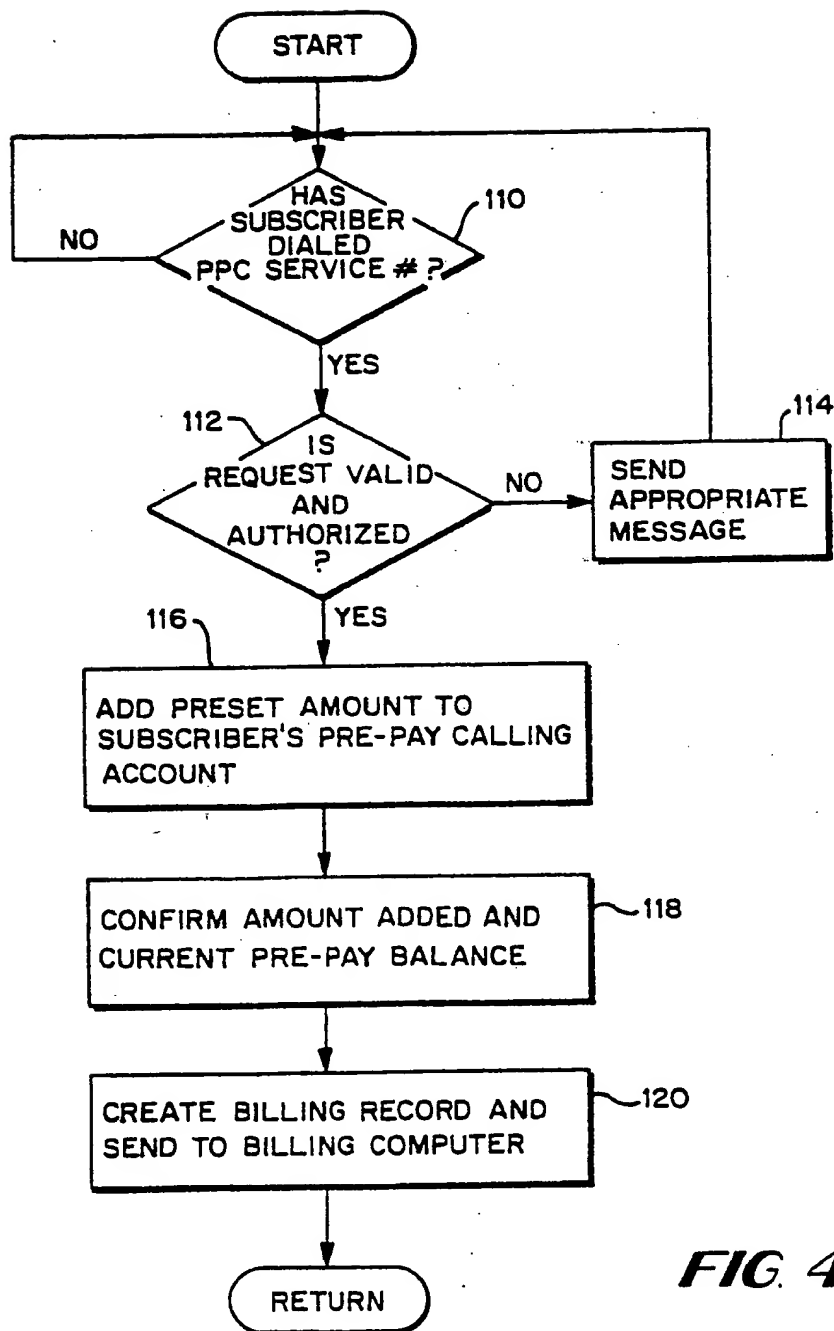 START
HAS
SUBSCRIBER
DIALED
PPC SERVICE # ?
110
NO
YES
112
IS
REQUEST VALID
AND
AUTHORIZED
?
NO
114
SEND
APPROPRIATE
MESSAGE
YES
116
ADD PRESET AMOUNT TO
SUBSCRIBER'S PRE-PAY CALLING
ACCOUNT
CONFIRM AMOUNT ADDED AND
CURRENT PRE-PAY BALANCE
118
CREATE BILLING RECORD AND
SEND TO BILLING COMPUTER
120
RETURN
FIG. 4